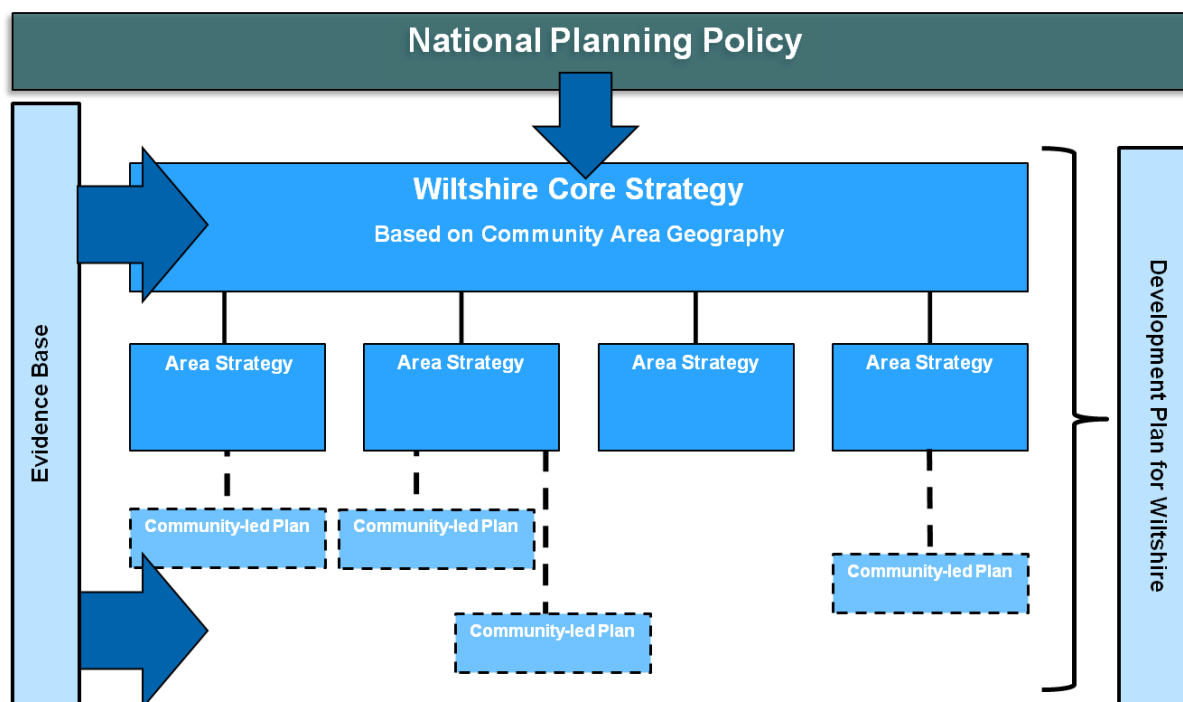 National Planning Policy
Wiltshire Core Strategy
Based on Community Area Geography
Area Strategy
Area Strategy
Area Strategy
Area Strategy
Community-led Plan
Community-led Plan
Community-led Plan
Community-led Plan
Evidence Base
Development Plan for Wiltshire